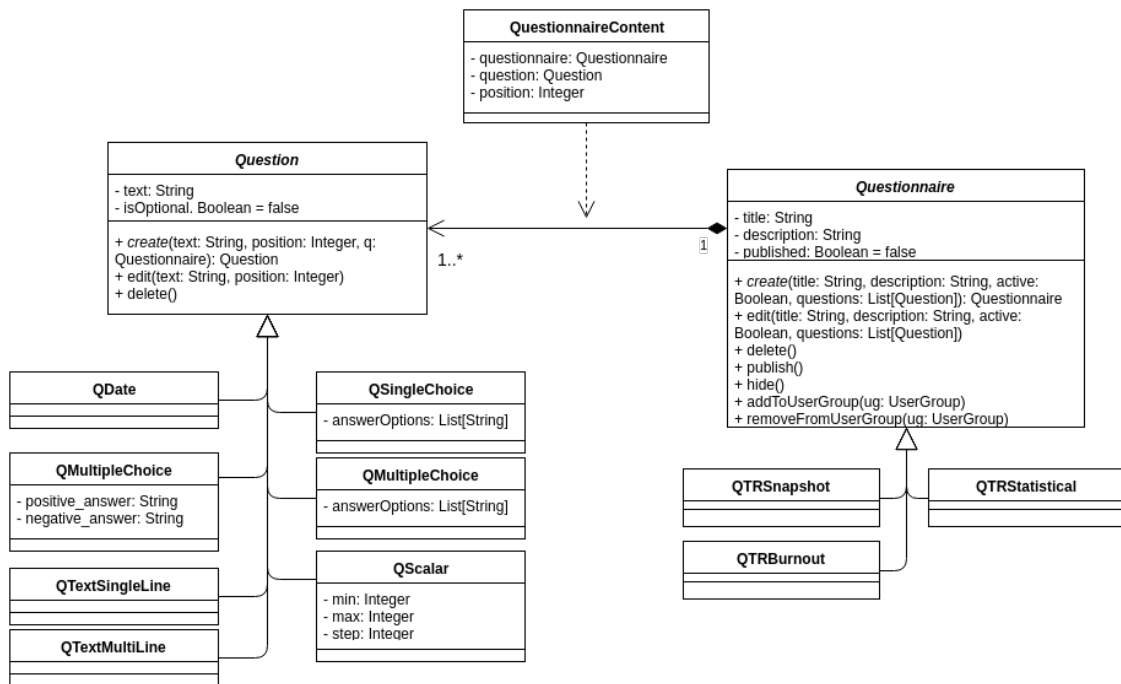 QuestionnaireContent
- questionnaire: Questionnaire
- question: Question
- position: Integer
Question
- text: String
- isOptional. Boolean = false
+ create(text: String, position: Integer, q:
Questionnaire): Question
+ edit(text: String, position: Integer)
+ delete()
1..*
1
Questionnaire
- title: String
- description: String
- published: Boolean = false
+ create(title: String, description: String, active:
Boolean, questions: List[Question]): Questionnaire
+ edit(title: String, description: String, active:
Boolean, questions: List[Question])
+ delete()
+ publish()
+ hide()
+ addToUserGroup(ug: UserGroup)
+ removeFromUserGroup(ug: UserGroup)
QDate
QSingleChoice
- answerOptions: List[String]
QMultipleChoice
- positive_answer: String
- negative_answer: String
QMultipleChoice
- answerOptions: List[String]
QTextSingleLine
QScalar
- min: Integer
- max: Integer
- step: Integer
QTextMultiLine
QTRSnapshot
QTRStatistical
QTRBurnout